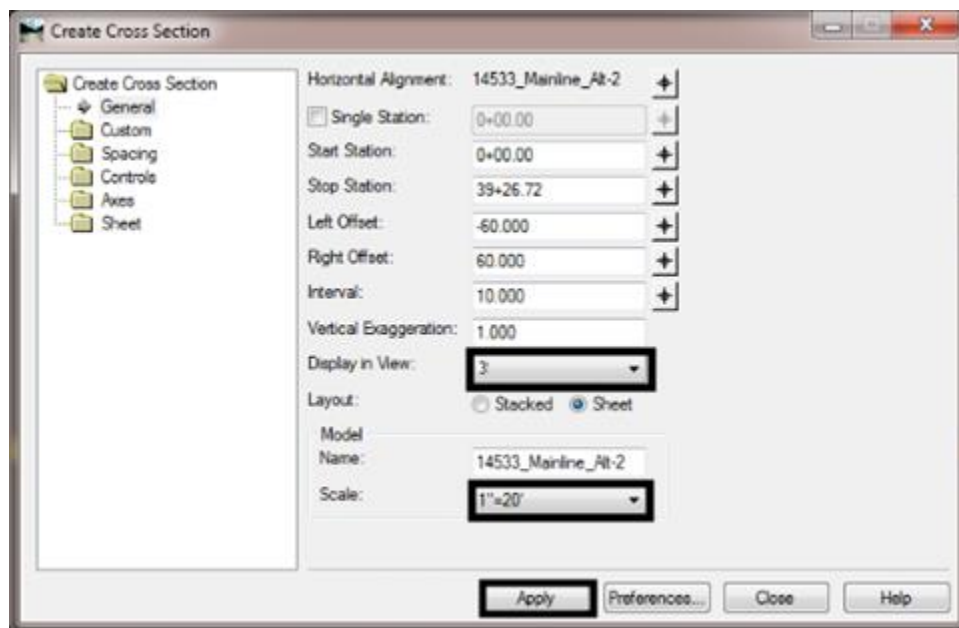 Create Cross Section
Create Cross Section
General
Custom
Spacing
Controls
Axes
Sheet
Horizontal Alignment: 14533_Mainline_Alt-2
Single Station: 0+00.00
Start Station: 0+00.00
Stop Station: 39+26.72
Left Offset: -60.000
Right Offset: 60.000
Interval: 10.000
Vertical Exaggeration: 1.000
Display in View: 3
Layout: Stacked Sheet
Model
Name: 14533_Mainline_Alt-2
Scale: 1"=20'
Apply Preferences... Close Help